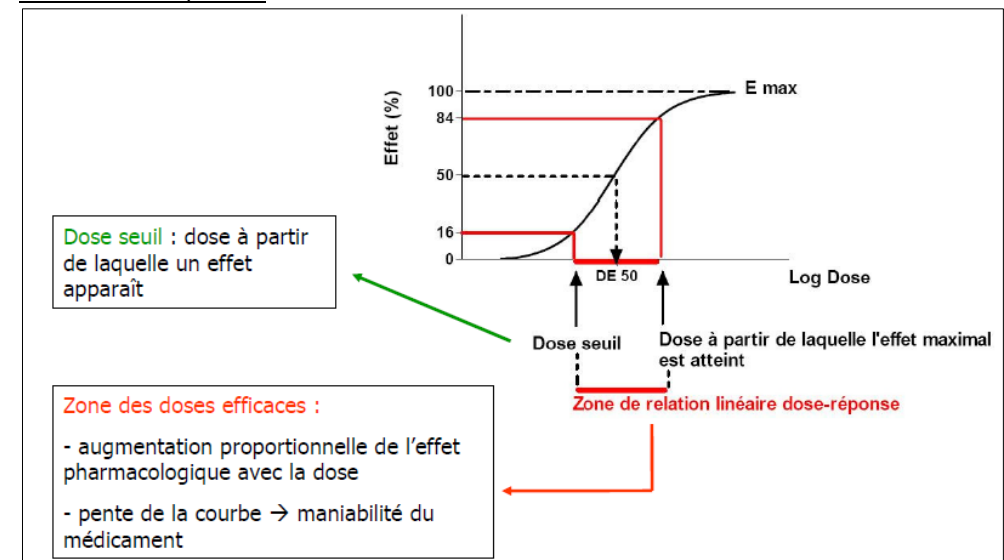 Effet (%)
100
E max
84
50
16
0
DE 50
Log Dose
Dose seuil : dose à partir
de laquelle un effet
apparaît
Dose seuil
Dose à partir de laquelle l'effet maximal
est atteint
Zone de relation linéaire dose-réponse
Zone des doses efficaces :
- augmentation proportionnelle de l'effet
pharmacologique avec la dose
- pente de la courbe → maniabilité du
médicament